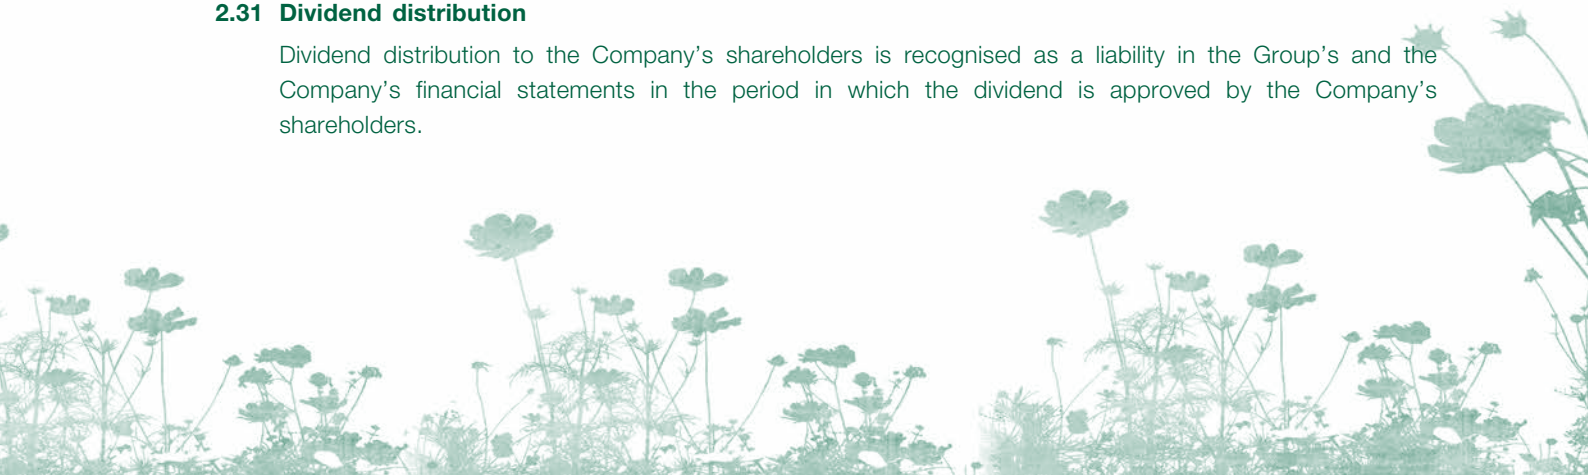 2.31 Dividend distribution
Dividend distribution to the Company’s shareholders is recognised as a liability in the Group’s and the
Company’s financial statements in the period in which the dividend is approved by the Company’s
shareholders.